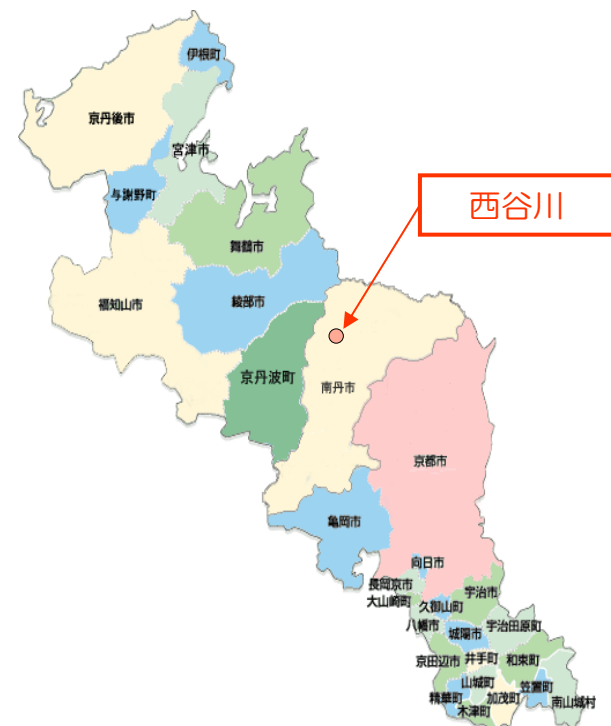 伊根町
京丹後市
宮津市
与謝野町
西谷川
舞鶴市
綾部市
福知山市
京丹波町
南丹市
京都市
亀岡市
向日市
長岡京市
大山崎町
宇治市
久御山町
八幡市
城陽市
宇治田原町
京田辺市
井手町
和束町
山城町
精華町
加茂町
笠置町
南山城村
木津町